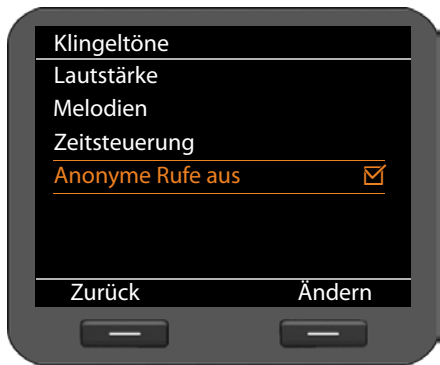 Klingeltöne
Lautstärke
Melodien
Zeitsteuerung
Anonyme Rufe aus
Zurück Ändern